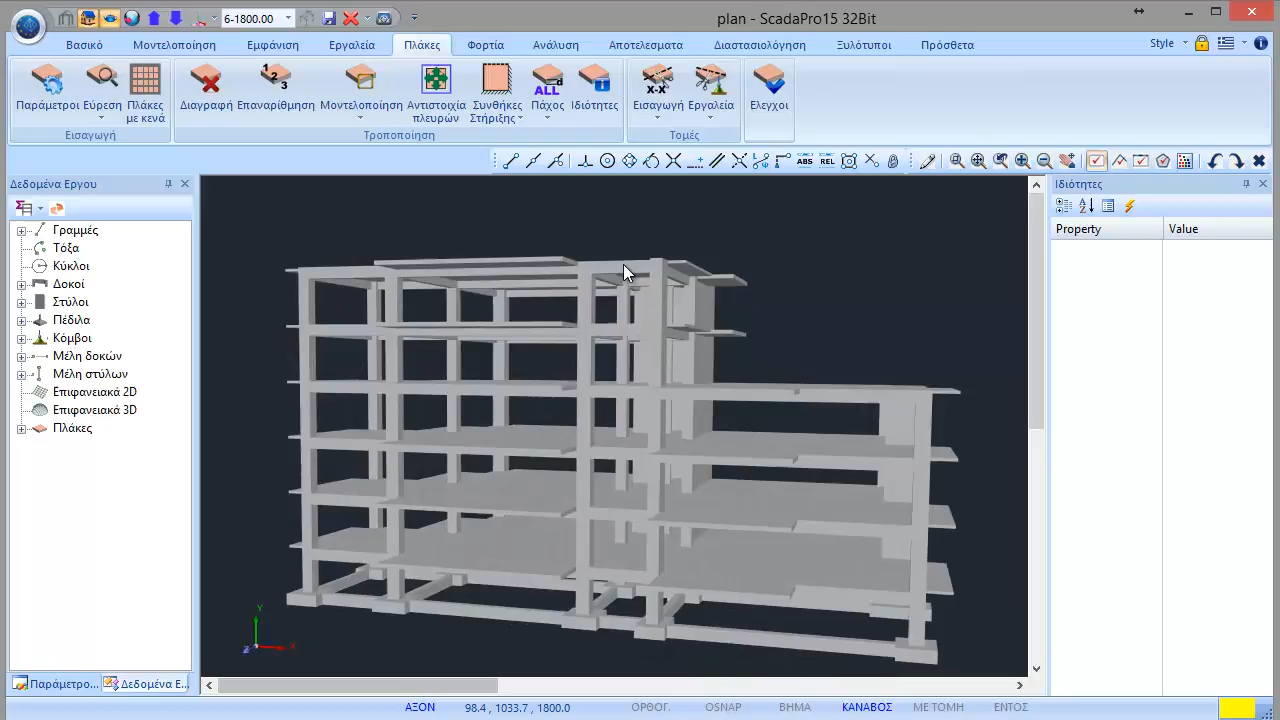 6-1800.00
plan - ScadaPro15 32Bit
Βασικό
Μοντελοποίηση
Εμφάνιση
Εργαλεία
Πλάκες
Φορτία
Ανάλυση
Αποτελεσματα
Διαστασιολόγηση
Ξυλότυποι
Πρόσθετα
Style
Παράμετροι
Εύρεση
Πλάκες
με κενά
Διαγραφή
Επαναρίθμηση
Μοντελοποίηση
Αντιστοιχία
πλευρών
Συνθήκες
Στήριξης
ALL
Πάχος
Ιδιότητες
X-X
Εισαγωγή
Εργαλεία
Ελεγχοι
Εισαγωγή
Τροποποίηση
Τομές
ABS
REL
Δεδομένα Εργου
Γραμμές
Τόξα
Κύκλοι
Δοκοί
Στύλοι
Πέδιλα
Κόμβοι
Μέλη δοκών
Μέλη στύλων
Επιφανειακά 2D
Επιφανειακά 3D
Πλάκες
Παράμετρο...
Δεδομένα Ε...
Y
X
Z
Ιδιότητες
Property
Value
ΑΞΟΝ
98.4 , 1033.7 , 1800.0
ΟΡΘΟΓ.
OSNAP
ΒΗΜΑ
ΚΑΝΑΒΟΣ
ΜΕ ΤΟΜΗ
ΕΝΤΟΣ